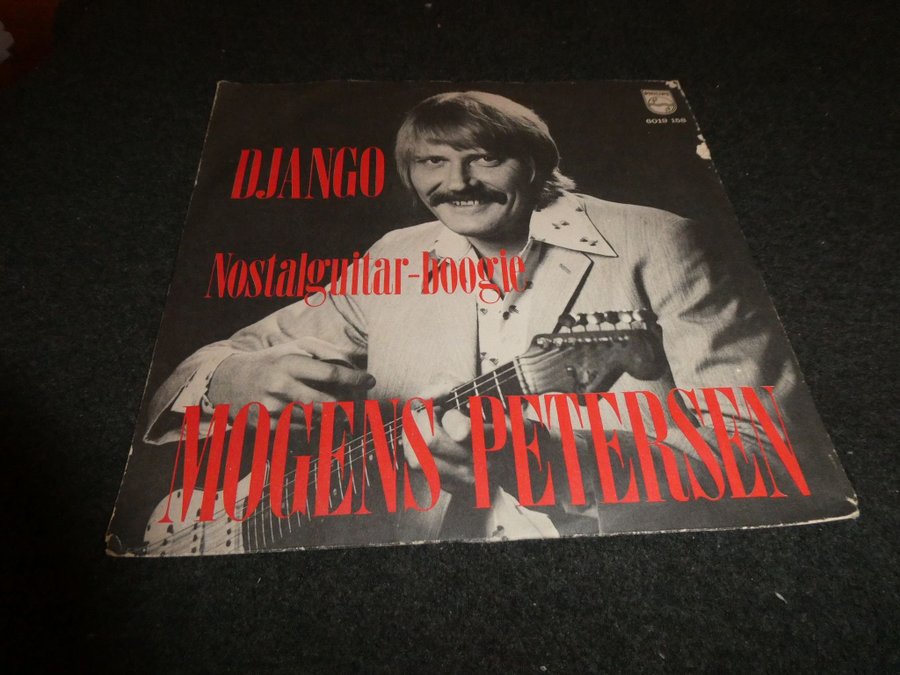 PHILIPS
6019 156
DJANGO
Nostalguitar-boogie
MOGENS PETERSEN